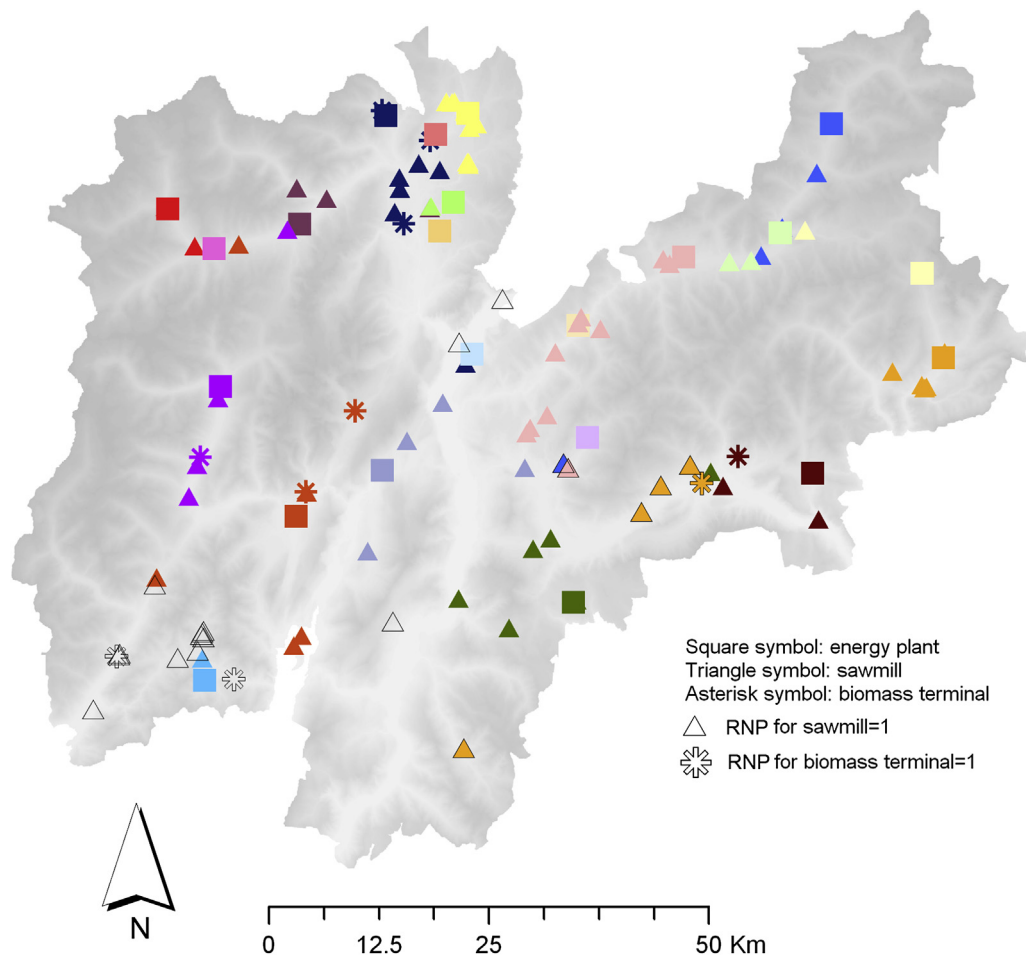 Square symbol: energy plant
Triangle symbol: sawmill
Asterisk symbol: biomass terminal
RNP for sawmill=1
RNP for biomass terminal=1
N
0 12.5 25 50 Km